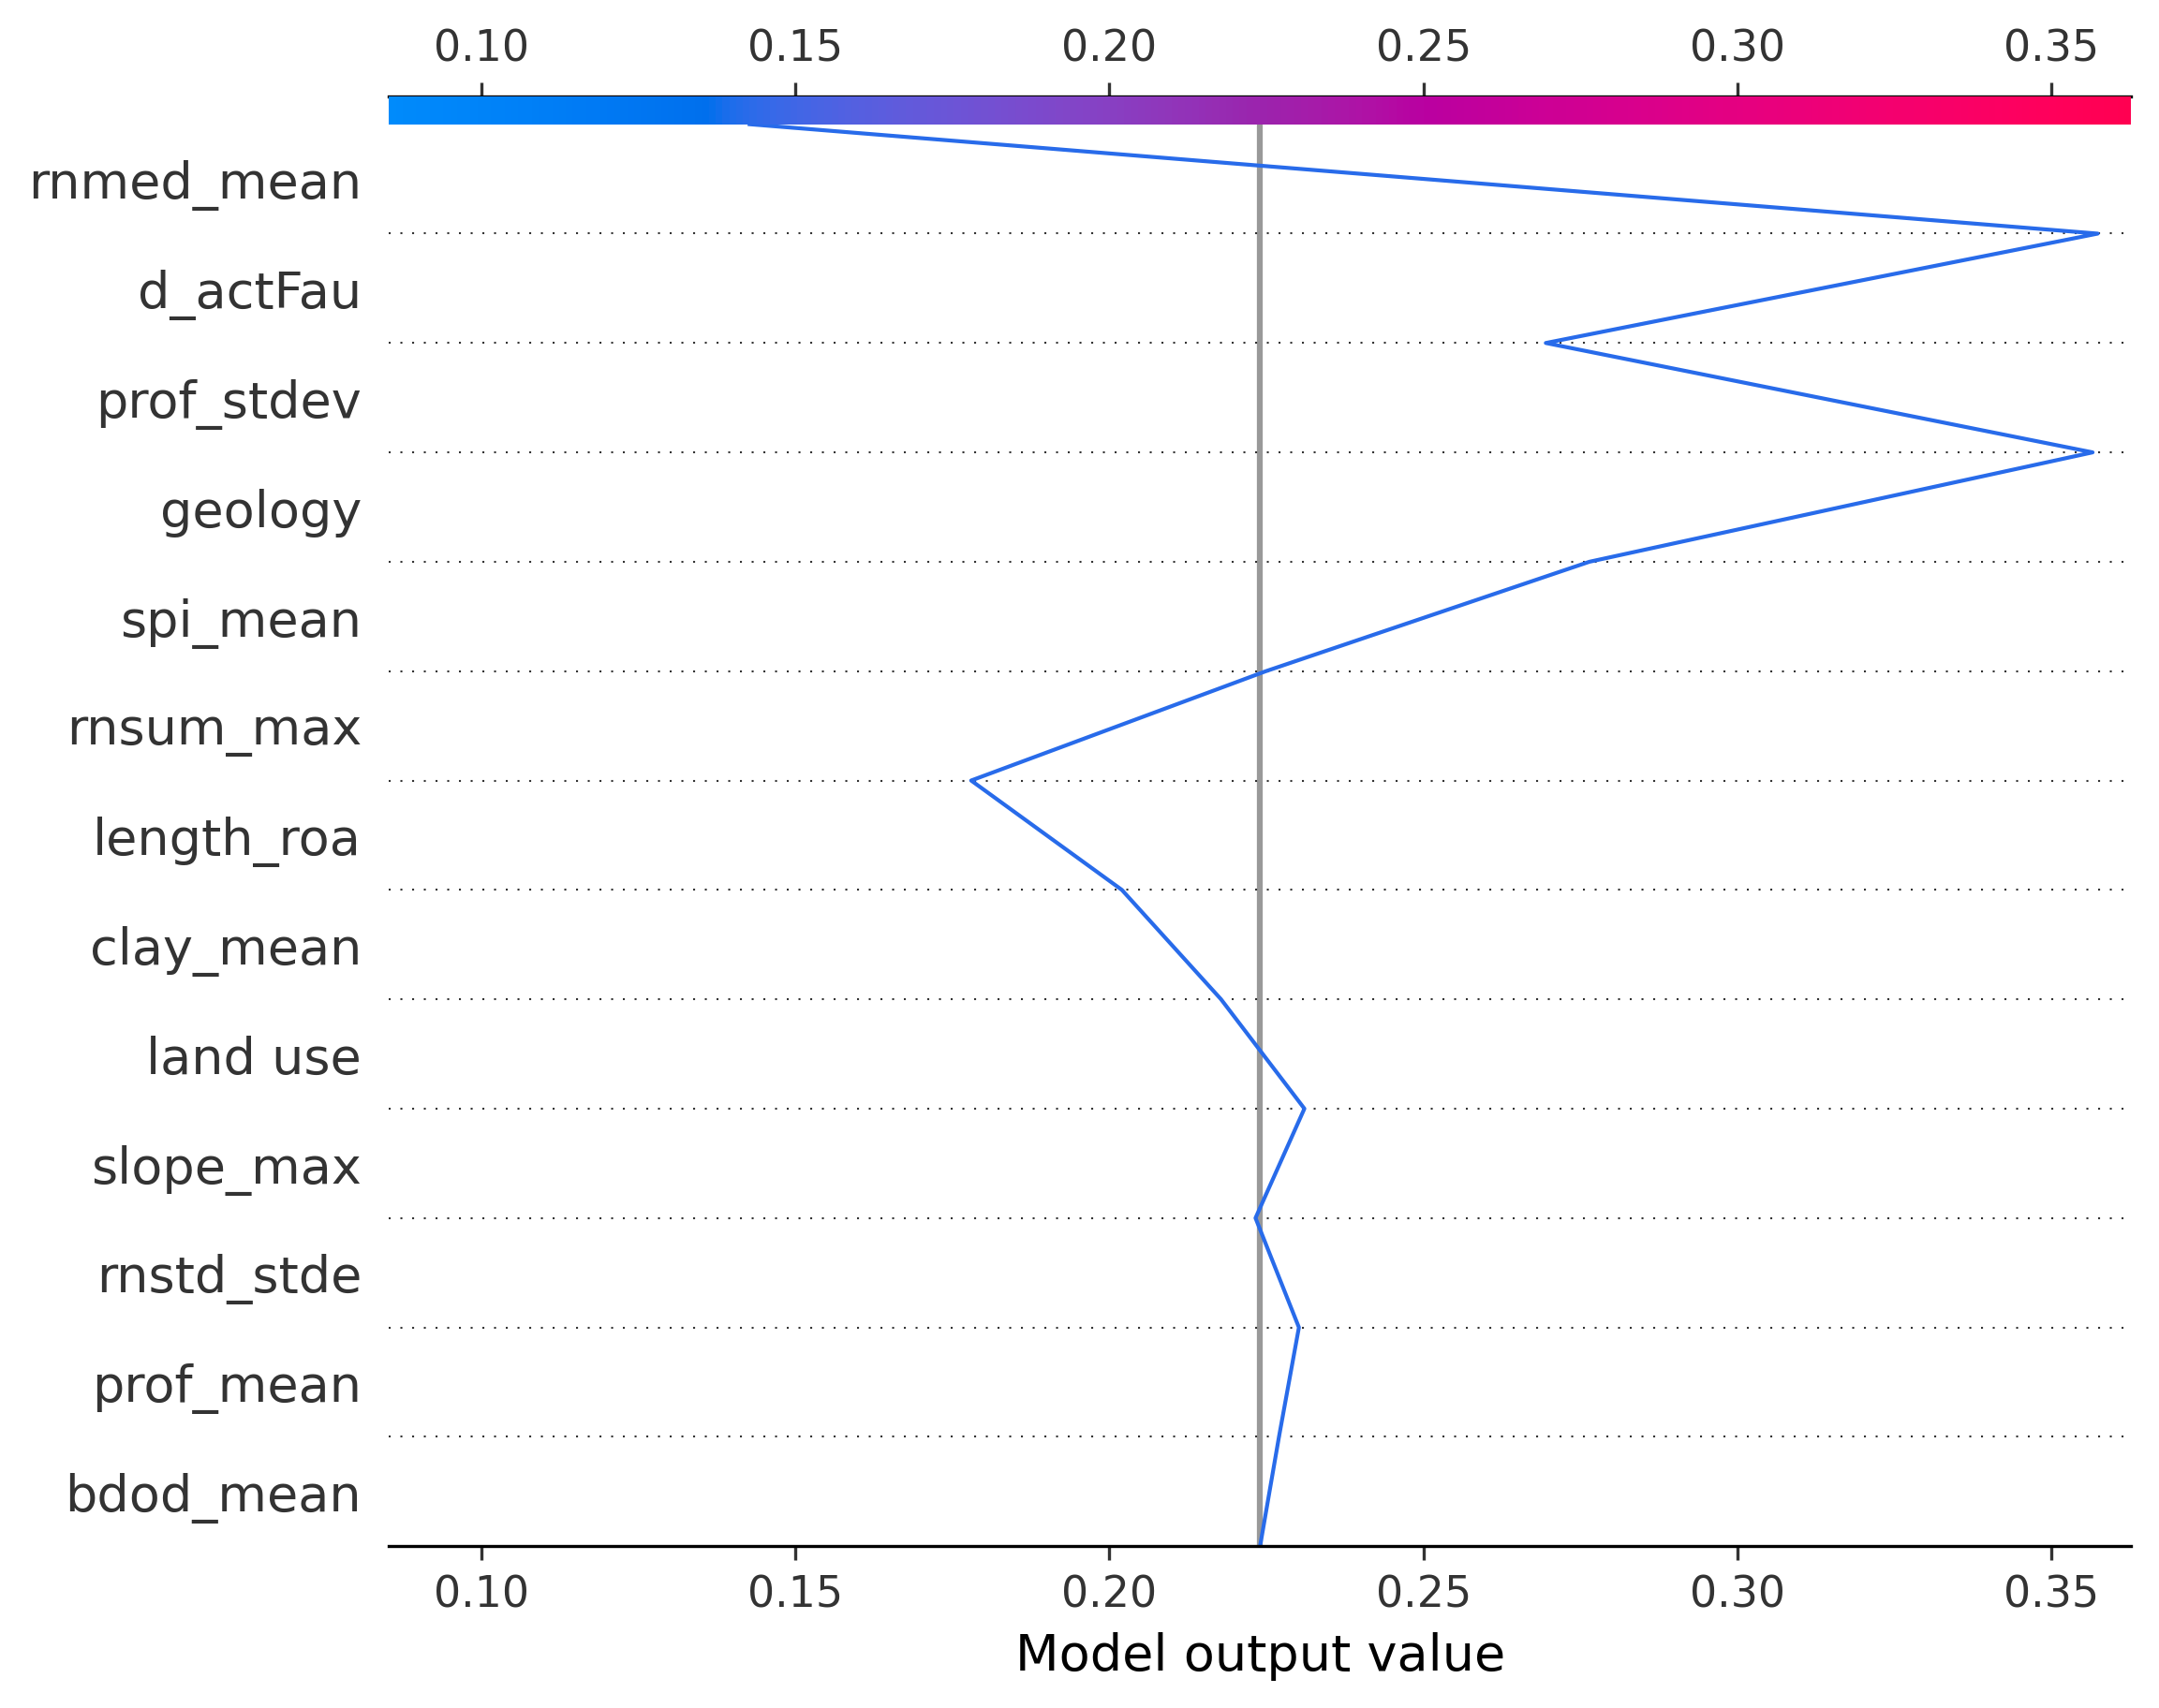 0.10 0.15 0.20 0.25 0.30 0.35
rnmed_mean
d_actFau
prof_stdev
geology
spi_mean
rnsum_max
length_roa
clay_mean
land use
slope_max
rnstd_stde
prof_mean
bdod_mean
0.10 0.15 0.20 0.25 0.30 0.35
Model output value